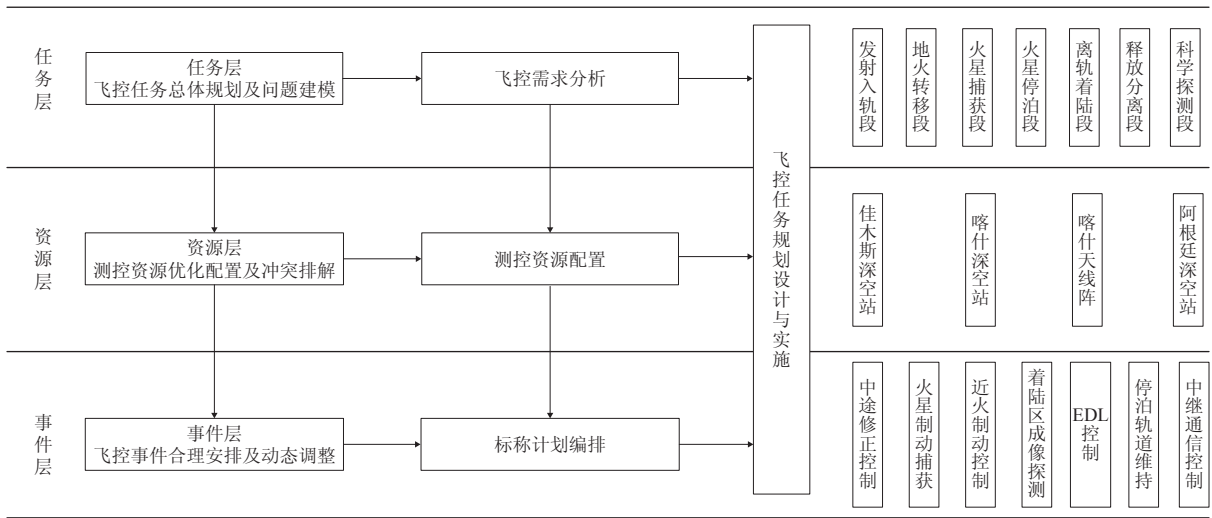 任务层
任务层
飞控任务总体规划及问题建模
飞控需求分析
发射入轨段
地火转移段
火星捕获段
火星停泊段
离轨着陆段
释放分离段
科学探测段
飞控任务规划设计与实施
资源层
资源层
测控资源优化配置及冲突排解
测控资源配置
佳木斯深空站
喀什深空站
喀什天线阵
阿根廷深空站
事件层
事件层
飞控事件合理安排及动态调整
标称计划编排
中途修正控制
火星制动捕获
近火制动控制
着陆区成像探测
EDL
控制
停泊轨道维持
中继通信控制